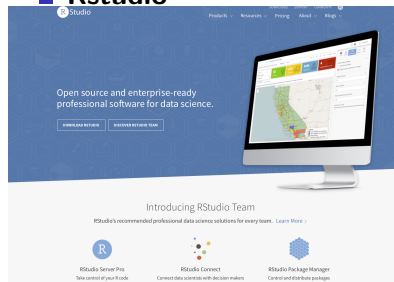 Rstudio
R Studio
DOWNLOAD SUPPORT COMMUNITY
Products Resources Pricing About Blogs
Open source and enterprise-ready
professional software for data science.
DOWNLOAD RSTUDIO DISCOVER RSTUDIO TEAM
Introducing RStudio Team
RStudio's recommended professional data science solutions for every team. Learn More
R
RStudio Server Pro RStudio Connect RStudio Package Manager
Take control of your R code Connect data scientists with decision makers Control and distribute packages